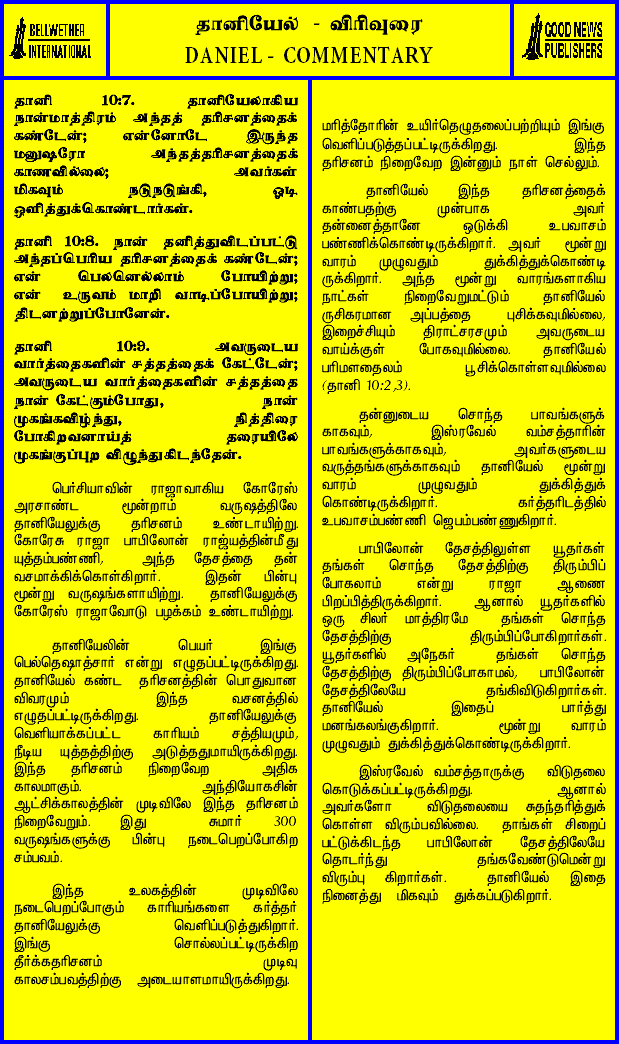 BELLWETHER
INTERNATIONAL
தானியேல் - விரிவுரை
DANIEL - COMMENTARY
GOOD NEWS
PUBLISHERS
தானி 10:7. தானியேலாகிய
நான்மாத்திரம் அந்தத் தரிசனத்தைக்
கண்டேன்; என்னோடே இருந்த
மனுஷரோ அந்தத்தரிசனத்தைக்
காணவில்லை; அவர்கள்
மிகவும் நடுநடுங்கி, ஓடி
ஒளித்துக்கொண்டார்கள்.
தானி 10:8. நான் தனித்துவிடப்பட்டு
அந்தப்பெரிய தரிசனத்தைக் கண்டேன்;
என் பெலனெல்லாம் போயிற்று;
என் உருவம் மாறி வாடிப்போயிற்று;
திடனற்றுப்போனேன்.
தானி 10:9. அவருடைய
வார்த்தைகளின் சத்தத்தைக் கேட்டேன்;
அவருடைய வார்த்தைகளின் சத்தத்தை
நான் கேட்கும்போது, நான்
முகங்கவிழ்ந்து, நித்திரை
போகிறவனாய்த் தரையிலே
முகங்குப்புற விழுந்துகிடந்தேன்.
பெர்சியாவின் ராஜாவாகிய கோரேஸ்
அரசாண்ட மூன்றாம் வருஷத்திலே
தானியேலுக்கு தரிசனம் உண்டாயிற்று.
கோரேசு ராஜா பாபிலோன் ராஜ்யத்தின்மீது
யுத்தம்பண்ணி, அந்த தேசத்தை தன்
வசமாக்கிக்கொள்கிறார். இதன் பின்பு
மூன்று வருஷங்களாயிற்று. தானியேலுக்கு
கோரேஸ் ராஜாவோடு பழக்கம் உண்டாயிற்று.
தானியேலின் பெயர் இங்கு
பெல்தெஷாத்சார் என்று எழுதப்பட்டிருக்கிறது.
தானியேல் கண்ட தரிசனத்தின் பொதுவான
விவரமும் இந்த வசனத்தில்
எழுதப்பட்டிருக்கிறது. தானியேலுக்கு
வெளியாக்கப்பட்ட காரியம் சத்தியமும்,
நீடிய யுத்தத்திற்கு அடுத்ததுமாயிருக்கிறது.
இந்த தரிசனம் நிறைவேற அதிக
காலமாகும். அந்தியோகசின்
ஆட்சிக்காலத்தின் முடிவிலே இந்த தரிசனம்
நிறைவேறும். இது சுமார் 300
வருஷங்களுக்கு பின்பு நடைபெறப்போகிற
சம்பவம்.
இந்த உலகத்தின் முடிவிலே
நடைபெறப்போகும் காரியங்களை கர்த்தர்
தானியேலுக்கு வெளிப்படுத்துகிறார்.
இங்கு சொல்லப்பட்டிருக்கிற
தீர்க்கதரிசனம் முடிவு
காலசம்பவத்திற்கு அடையாளமாயிருக்கிறது.
மரித்தோரின் உயிர்தெழுதலைப்பற்றியும் இங்கு
வெளிப்படுத்தப்பட்டிருக்கிறது. இந்த
தரிசனம் நிறைவேற இன்னும் நாள் செல்லும்.
தானியேல் இந்த தரிசனத்தைக்
காண்பதற்கு முன்பாக அவர்
தன்னைத்தானே ஒடுக்கி உபவாசம்
பண்ணிக்கொண்டிருக்கிறார். அவர் மூன்று
வாரம் முழுவதும் துக்கித்துக்கொண்டி
ருக்கிறார். அந்த மூன்று வாரங்களாகிய
நாட்கள் நிறைவேறுமட்டும் தானியேல்
ருசிகரமான அப்பத்தை புசிக்கவுமில்லை,
இறைச்சியும் திராட்சரசமும் அவருடைய
வாய்க்குள் போகவுமில்லை. தானியேல்
பரிமளதைலம் பூசிக்கொள்ளவுமில்லை
(தானி 10:2,3).
தன்னுடைய சொந்த பாவங்களுக்
காகவும், இஸ்ரவேல் வம்சத்தாரின்
பாவங்களுக்காகவும், அவர்களுடைய
வருத்தங்களுக்காகவும் தானியேல் மூன்று
வாரம் முழுவதும் துக்கித்துக்
கொண்டிருக்கிறார். கர்த்தரிடத்தில்
உபவாசம்பண்ணி ஜெபம்பண்ணுகிறார்.
பாபிலோன் தேசத்திலுள்ள யூதர்கள்
தங்கள் சொந்த தேசத்திற்கு திரும்பிப்
போகலாம் என்று ராஜா ஆணை
பிறப்பித்திருக்கிறார். ஆனால் யூதர்களில்
ஒரு சிலர் மாத்திரமே தங்கள் சொந்த
தேசத்திற்கு திரும்பிப்போகிறார்கள்.
யூதர்களில் அநேகர் தங்கள் சொந்த
தேசத்திற்கு திரும்பிப்போகாமல், பாபிலோன்
தேசத்திலேயே தங்கிவிடுகிறார்கள்.
தானியேல் இதைப் பார்த்து
மனங்கலங்குகிறார். மூன்று வாரம்
முழுவதும் துக்கித்துக்கொண்டிருக்கிறார்.
இஸ்ரவேல் வம்சத்தாருக்கு விடுதலை
கொடுக்கப்பட்டிருக்கிறது. ஆனால்
அவர்களோ விடுதலையை சுதந்தரித்துக்
கொள்ள விரும்பவில்லை. தாங்கள் சிறைப்
பட்டுக்கிடந்த பாபிலோன் தேசத்திலேயே
தொடர்ந்து தங்கவேண்டுமென்று
விரும்பு கிறார்கள். தானியேல் இதை
நினைத்து மிகவும் துக்கப்படுகிறார்.